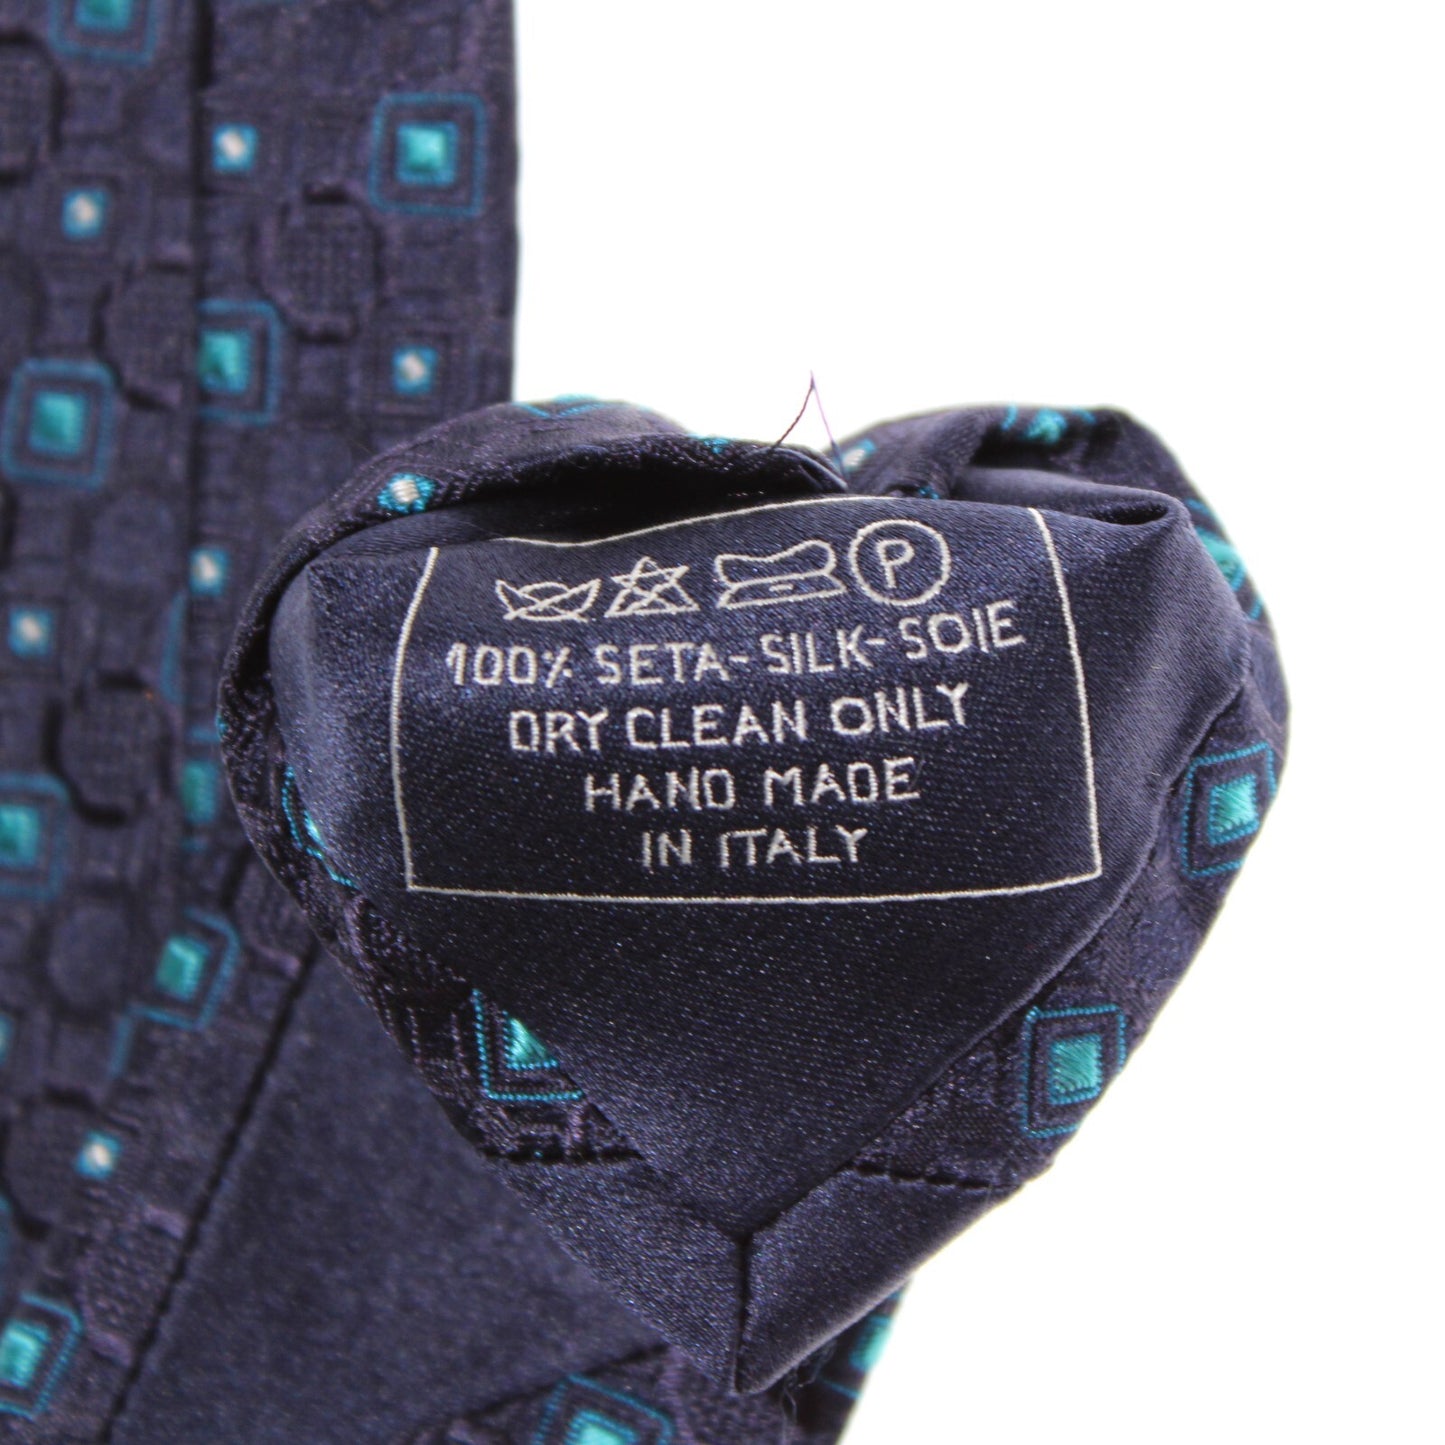 P
100% SETA-SILK-SOIE
DRY CLEAN ONLY
HAND MADE
IN ITALY